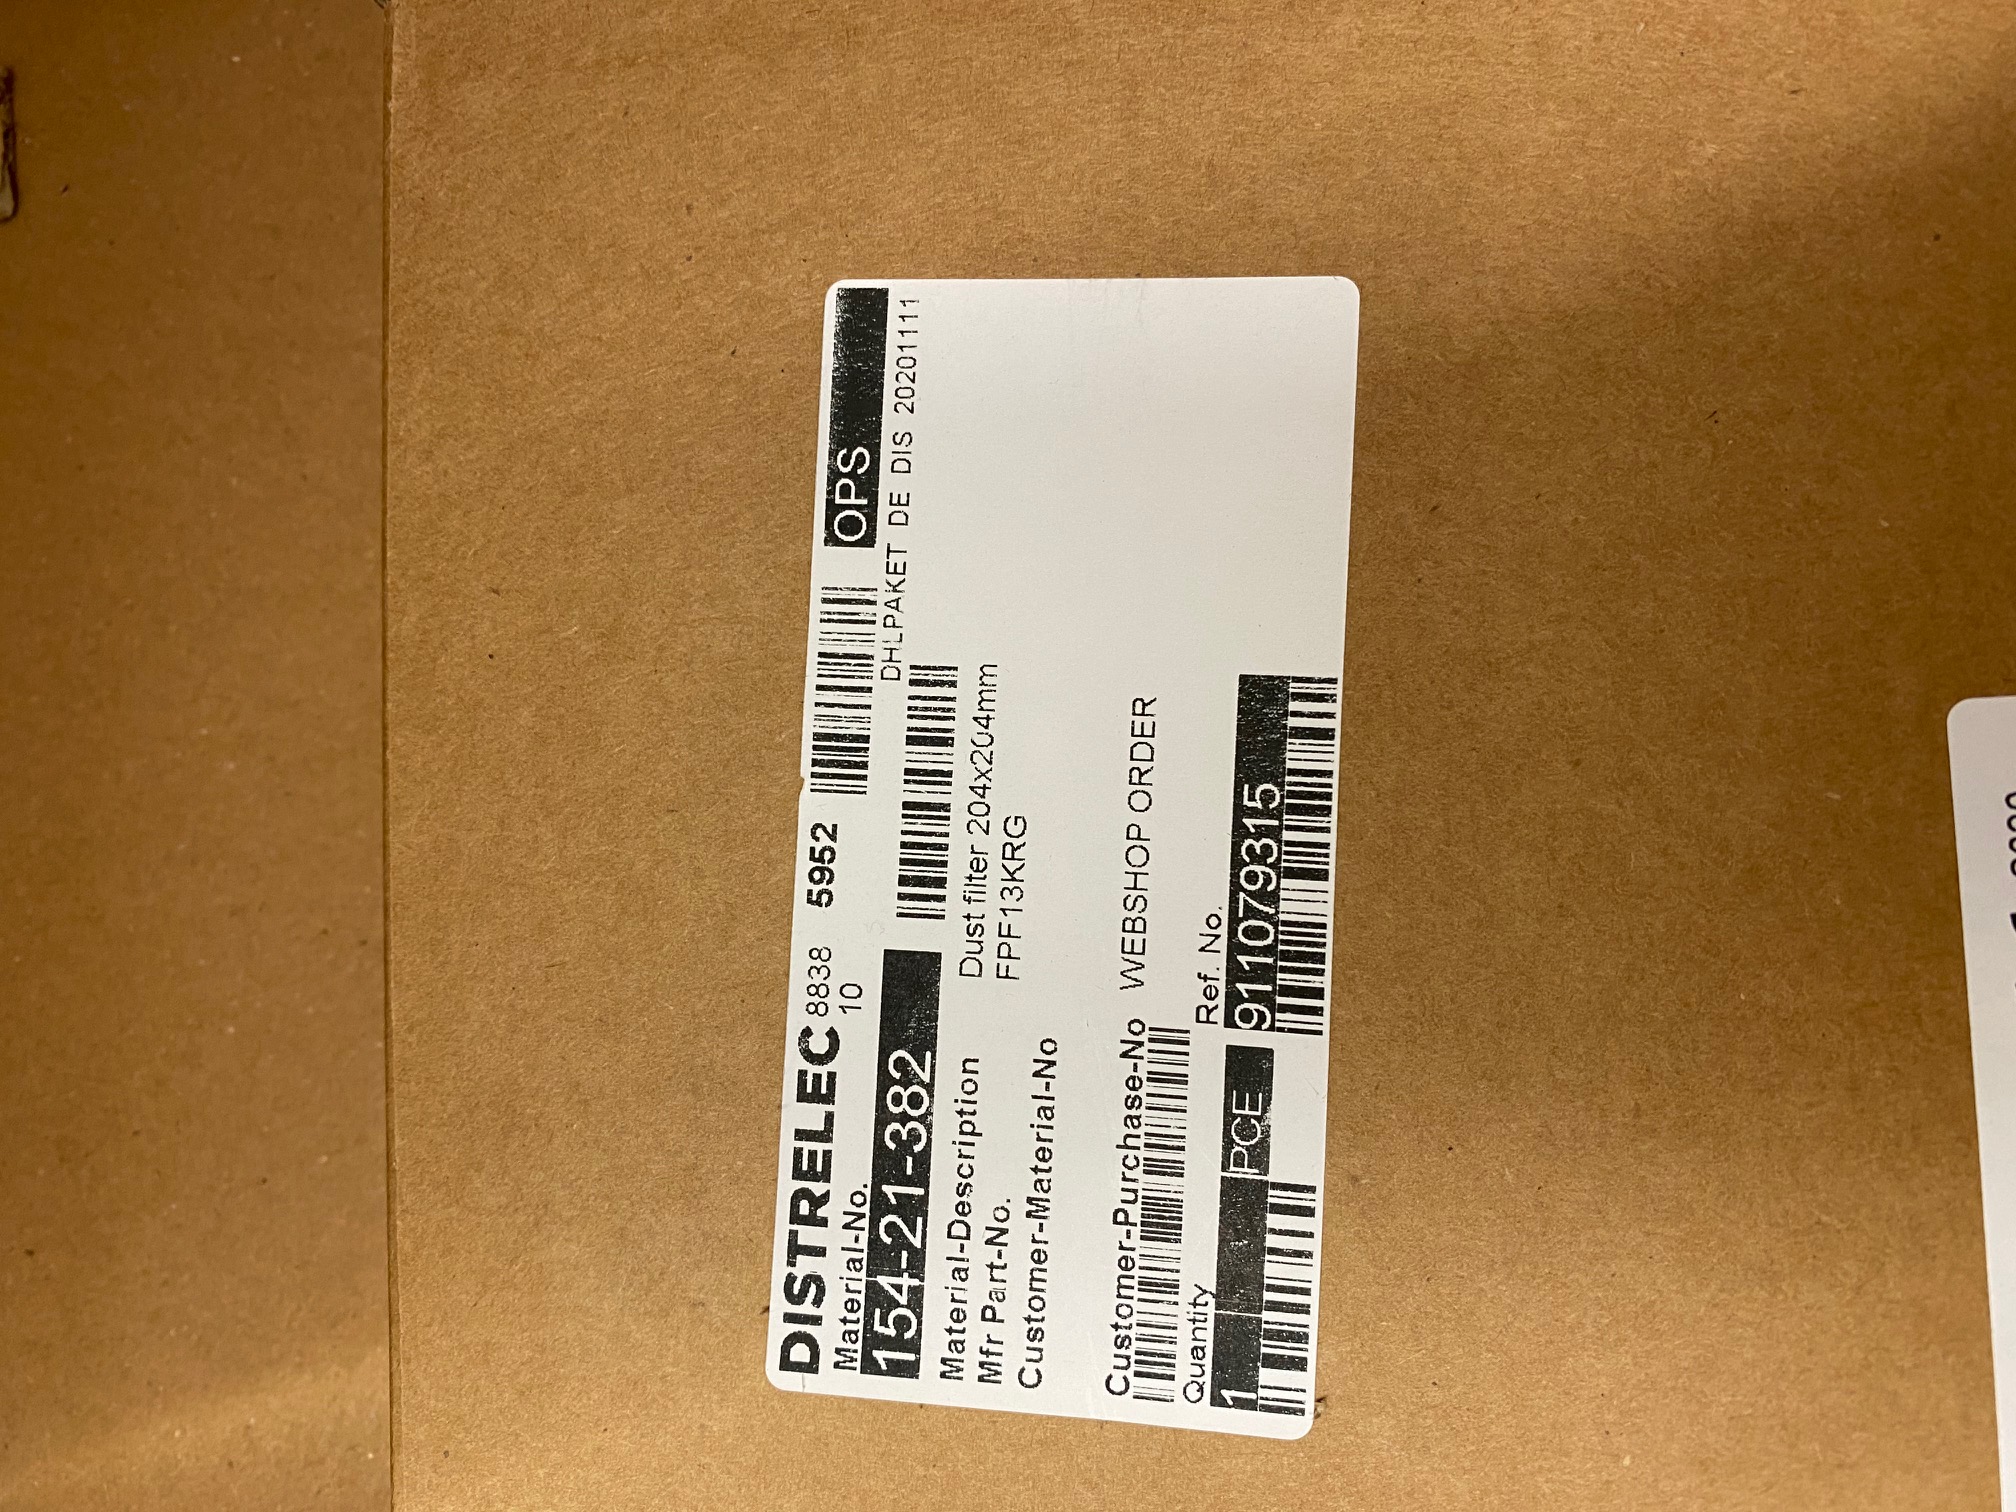 DISTRELEC 8838 5952 OPS
Material-No. 10
DHLPAKET DE DIS 20201111
154-21-382
Material-Description Dust filter 204x204mm
Mfr Part-No. FPF13KRG
Customer-Material-No
Customer-Purchase-No WEBSHOP ORDER
Quantity Ref. No.
1 PCE 911079315